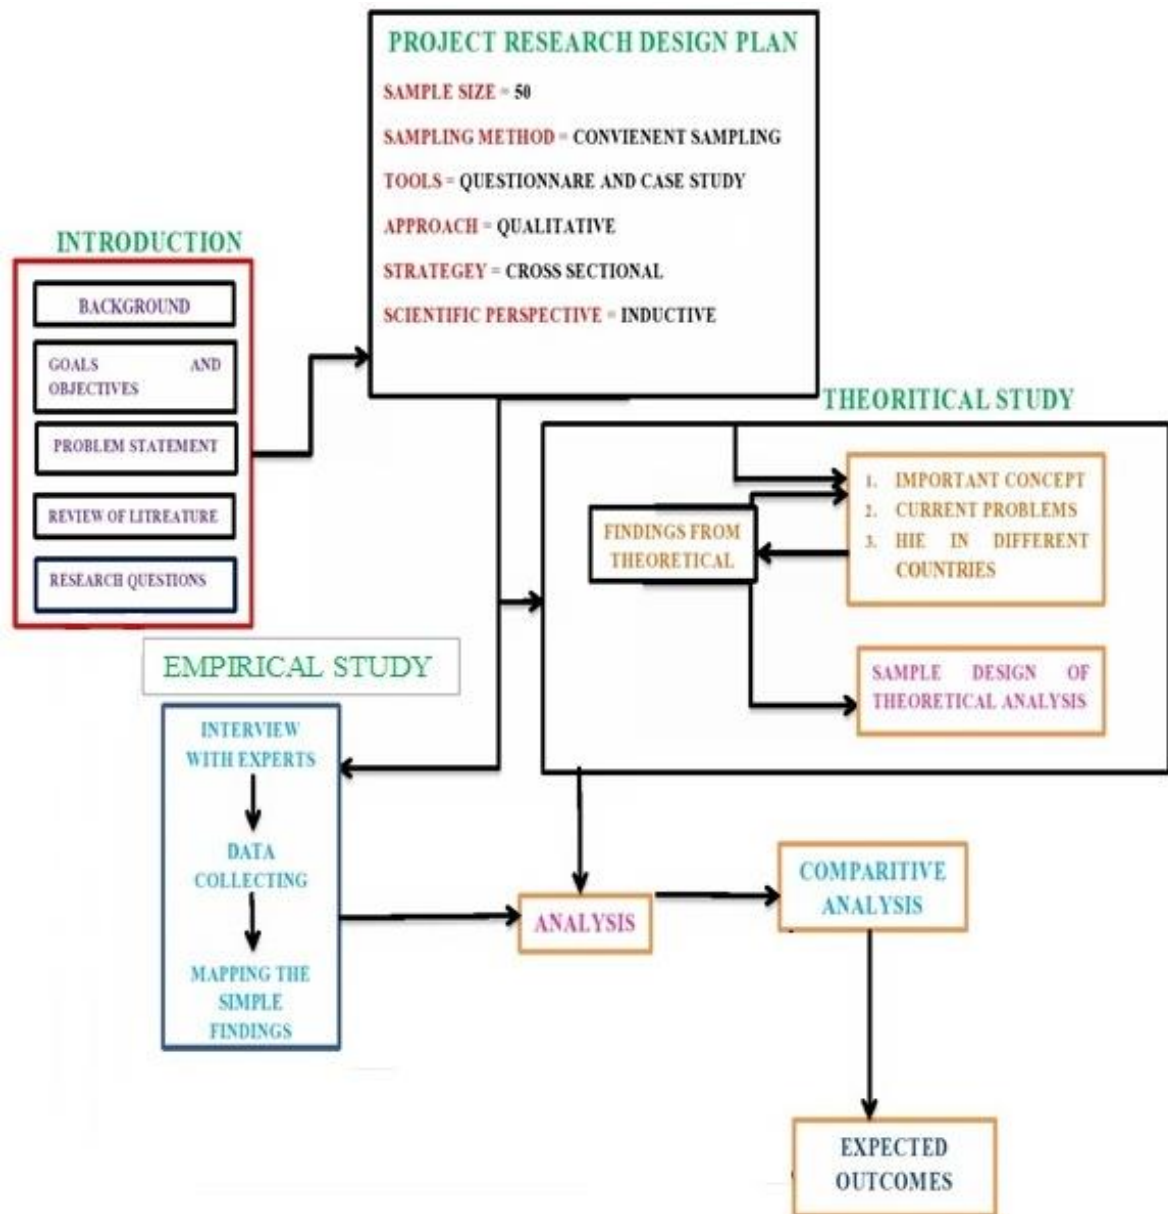 PROJECT RESEARCH DESIGN PLAN
SAMPLE SIZE = 50
SAMPLING METHOD = CONVIENENT SAMPLING
TOOLS = QUESTIONNARE AND CASE STUDY
APPROACH = QUALITATIVE
STRATEGEY = CROSS SECTIONAL
SCIENTIFIC PERSPECTIVE = INDUCTIVE
INTRODUCTION
BACKGROUND
GOALS AND
OBJECTIVES
PROBLEM STATEMENT
REVIEW OF LITREATURE
RESEARCH QUESTIONS
THEORITICAL STUDY
1. IMPORTANT CONCEPT
2. CURRENT PROBLEMS
3. HIE IN DIFFERENT
COUNTRIES
FINDINGS FROM
THEORETICAL
SAMPLE DESIGN OF
THEORETICAL ANALYSIS
EMPIRICAL STUDY
INTERVIEW
WITH EXPERTS
DATA
COLLECTING
MAPPING THE
SIMPLE
FINDINGS
ANALYSIS
COMPARITIVE
ANALYSIS
EXPECTED
OUTCOMES